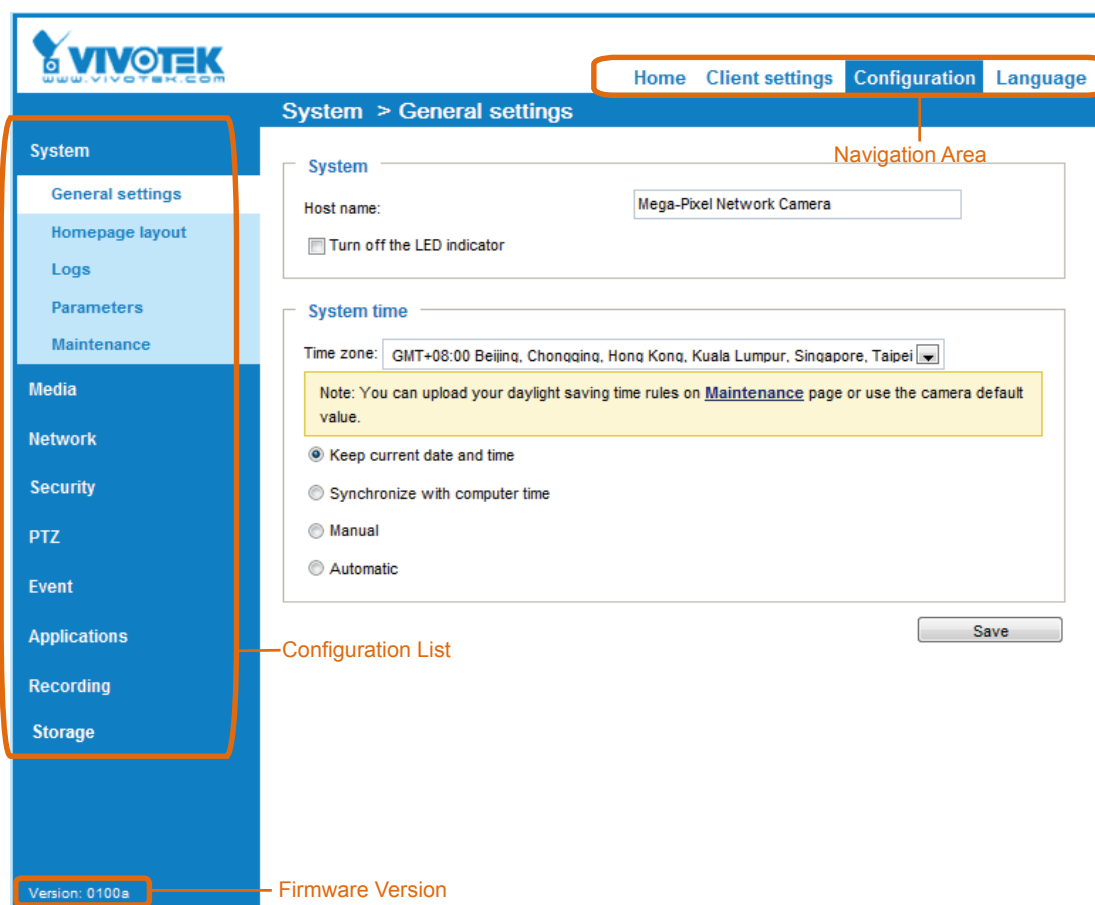 VIVOTEK
www.vivotek.com
Home Client settings Configuration Language
System > General settings
Navigation Area
System
General settings
Homepage layout
Logs
Parameters
Maintenance
Media
Network
Security
PTZ
Event
Applications
Recording
Storage
Configuration List
Version: 0100a
Firmware Version
System
Host name: Mega-Pixel Network Camera
Turn off the LED indicator
System time
Time zone: GMT+08:00 Beijing, Chongqing, Hong Kong, Kuala Lumpur, Singapore, Taipei
Note: You can upload your daylight saving time rules on Maintenance page or use the camera default
value.
Keep current date and time
Synchronize with computer time
Manual
Automatic
Save